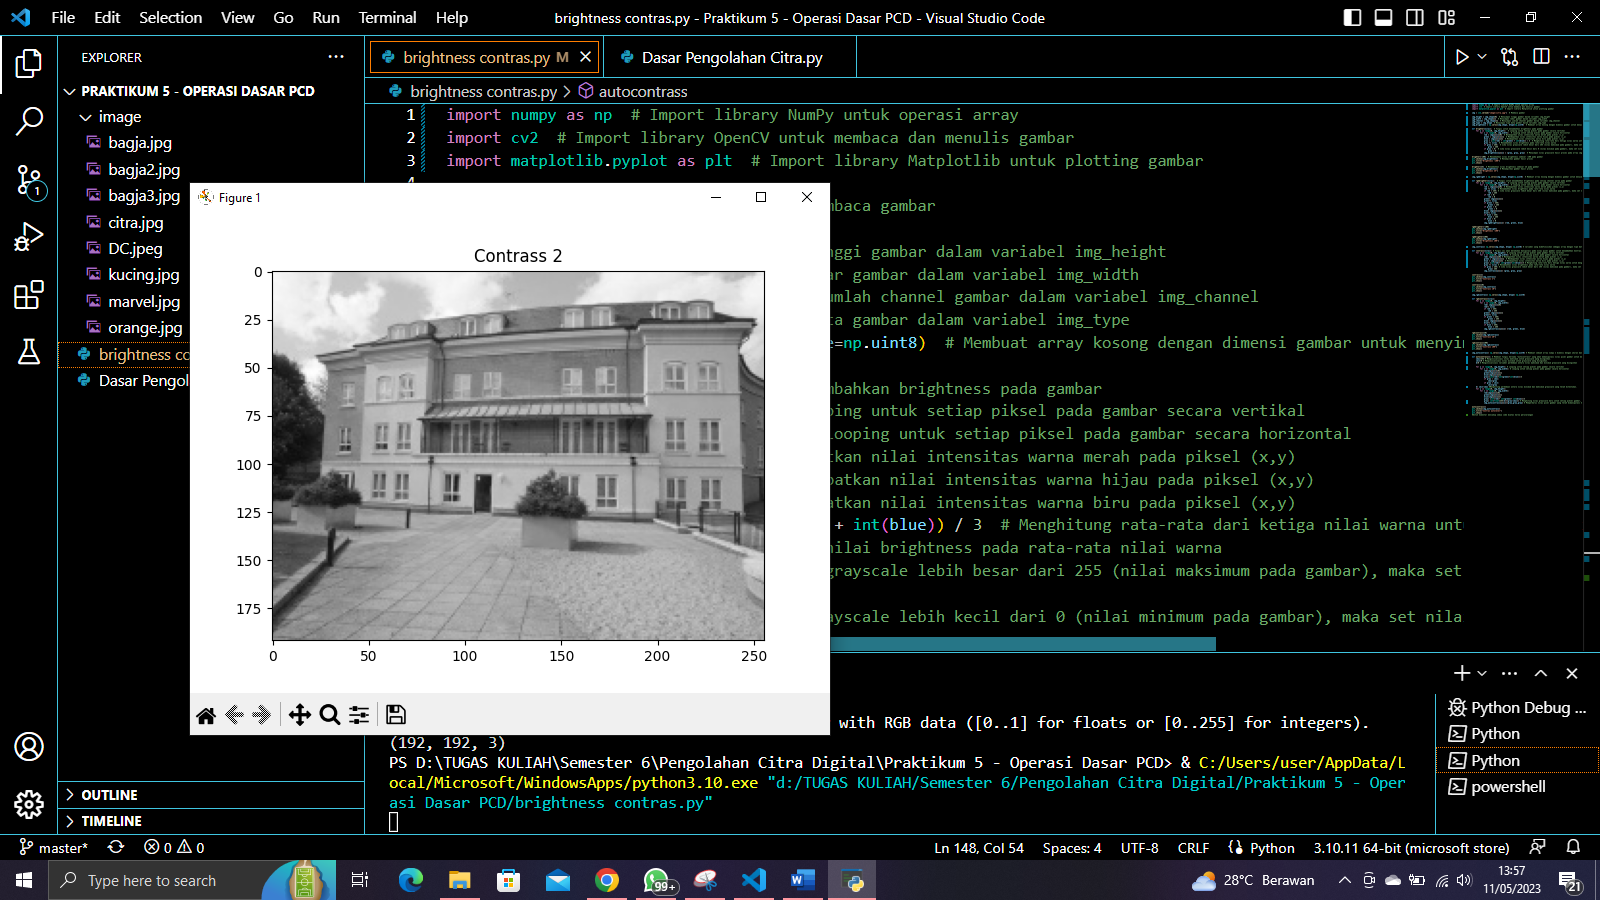 File Edit Selection View Go Run Terminal Help
brightness contras.py - Praktikum 5 - Operasi Dasar PCD - Visual Studio Code
EXPLORER
PRAKTIKUM 5 - OPERASI DASAR PCD
image
bagja.jpg
bagja2.jpg
bagja3.jpg
citra.jpg
DC.jpeg
kucing.jpg
marvel.jpg
orange.jpg
brightness co
Dasar Pengol
OUTLINE
TIMELINE
1
brightness contras.py M
Dasar Pengolahan Citra.py
brightness contras.py > autocontrass
1 import numpy as np # Import library NumPy untuk operasi array
2 import cv2 # Import library OpenCV untuk membaca dan menulis gambar
3 import matplotlib.pyplot as plt # Import library Matplotlib untuk plotting gambar
baca gambar
nggi gambar dalam variabel img_height
ar gambar dalam variabel img_width
umlah channel gambar dalam variabel img_channel
ta gambar dalam variabel img_type
e=np.uint8) # Membuat array kosong dengan dimensi gambar untuk menyi
mbahkan brightness pada gambar
ping untuk setiap piksel pada gambar secara vertikal
looping untuk setiap piksel pada gambar secara horizontal
tkan nilai intensitas warna merah pada piksel (x,y)
patkan nilai intensitas warna hijau pada piksel (x,y)
atkan nilai intensitas warna biru pada piksel (x,y)
+ int(blue)) / 3 # Menghitung rata-rata dari ketiga nilai warna unt
nilai brightness pada rata-rata nilai warna
grayscale lebih besar dari 255 (nilai maksimum pada gambar), maka set
ayscale lebih kecil dari 0 (nilai minimum pada gambar), maka set nila
Figure 1
Contrass 2
0
25
50
75
100
125
150
175
0 50 100 150 200 250
with RGB data ([0..1] for floats or [0..255] for integers).
(192, 192, 3)
PS D:\TUGAS KULIAH\Semester 6\Pengolahan Citra Digital\Praktikum 5 - Operasi Dasar PCD> & C:/Users/user/AppData/L
ocal/Microsoft/WindowsApps/python3.10.exe "d:/TUGAS KULIAH/Semester 6/Pengolahan Citra Digital/Praktikum 5 - Oper
asi Dasar PCD/brightness contras.py"
Python Debug ...
Python
Python
powershell
master* 0 0
Ln 148, Col 54 Spaces: 4 UTF-8 CRLF Python 3.10.11 64-bit (microsoft store)
Type here to search
99+
28°C Berawan
13:57
11/05/2023
21